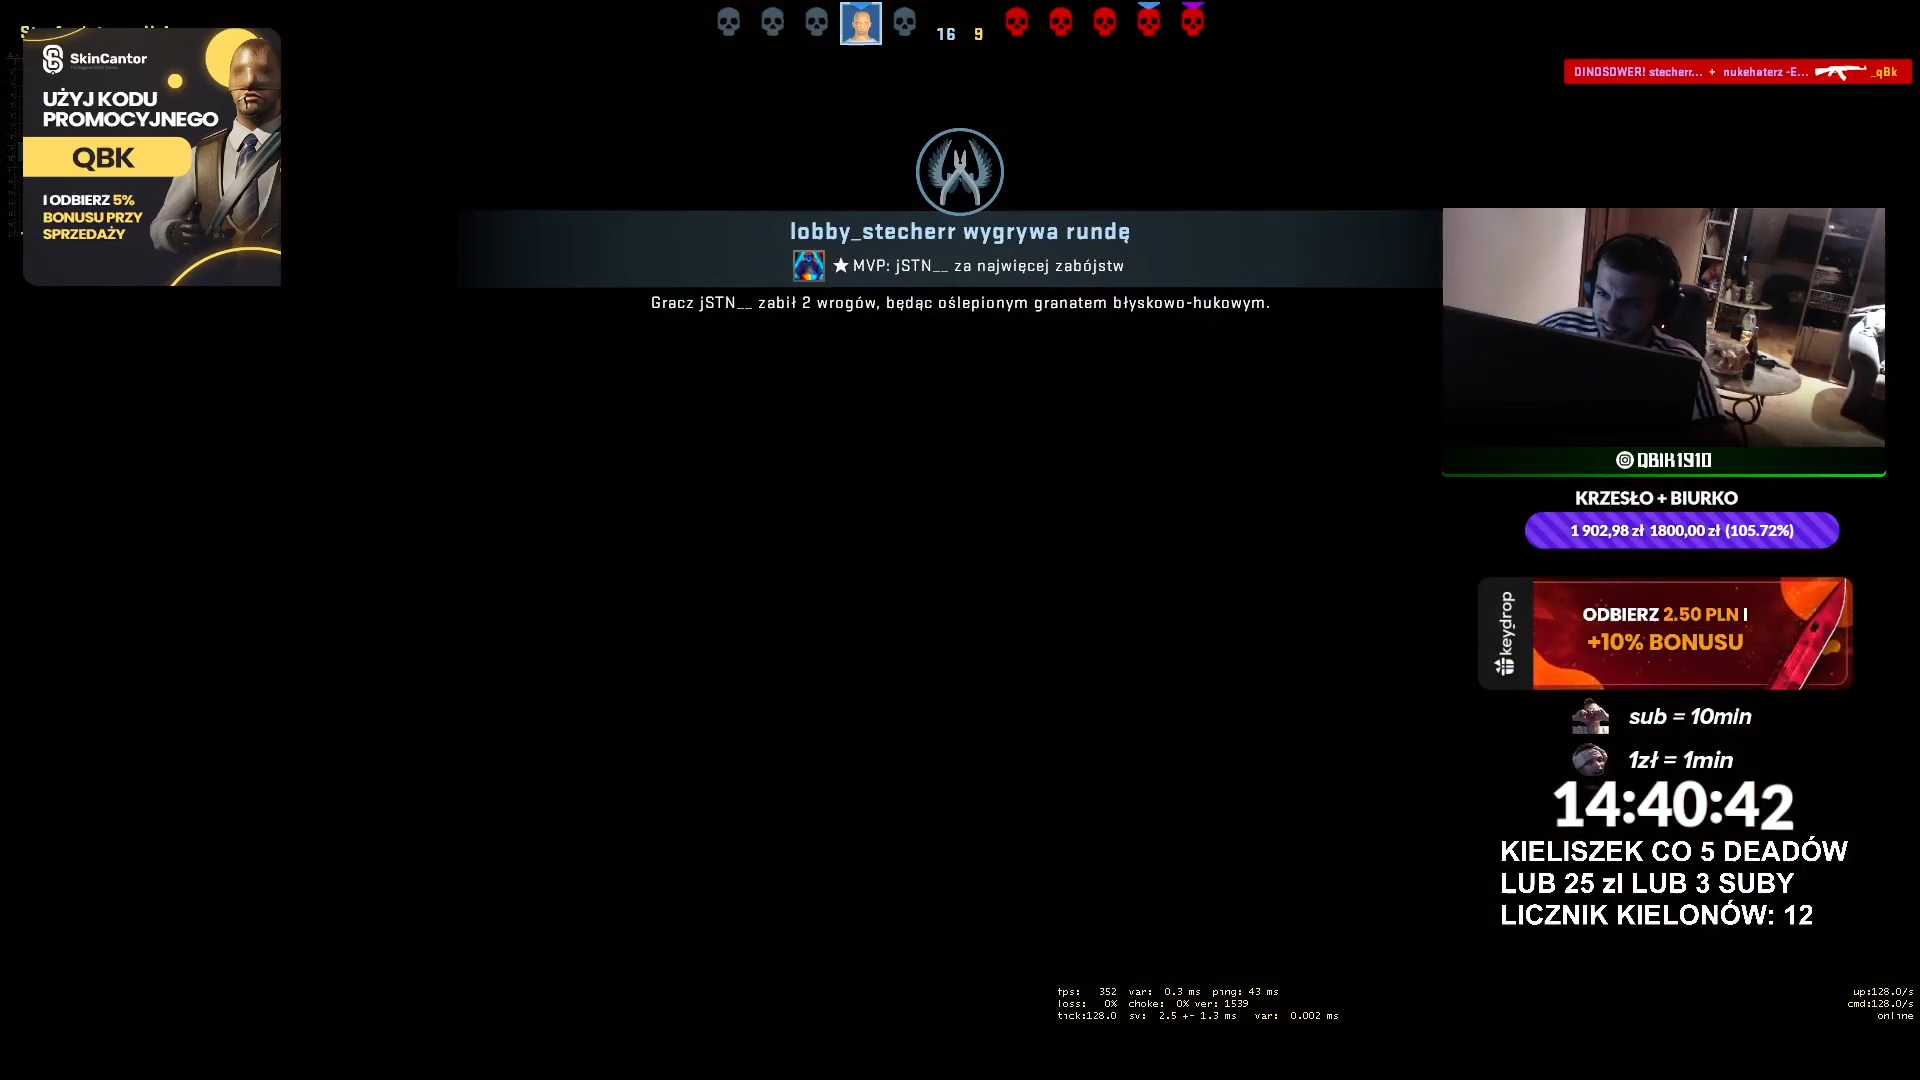 16 9
DINOSOWER! stecherr... + nukehaterz -E... _qBk
SkinCantor
UŻYJ KODU
PROMOCYJNEGO
QBK
I ODBIERZ 5%
BONUSU PRZY
SPRZEDAŻY
lobby_stecherr wygrywa rundę
★ MVP: jSTN__ za najwięcej zabójstw
Gracz jSTN__ zabił 2 wrogów, będąc oślepionym granatem błyskowo-hukowym.
QBIK1910
KRZESŁO + BIURKO
1 902,98 zł 1800,00 zł (105.72%)
keydrop
ODBIERZ 2.50 PLN I
+10% BONUSU
sub = 10min
1zł = 1min
14:40:42
KIELISZEK CO 5 DEADÓW
LUB 25 zl LUB 3 SUBY
LICZNIK KIELONÓW: 12
fps: 352 var: 0.3 ms ping: 43 ms
loss: 0% choke: 0% ver: 1539
tick:128.0 sv: 2.5 +- 1.3 ms var: 0.002 ms
up:128.0/s
cmd:128.0/s
online